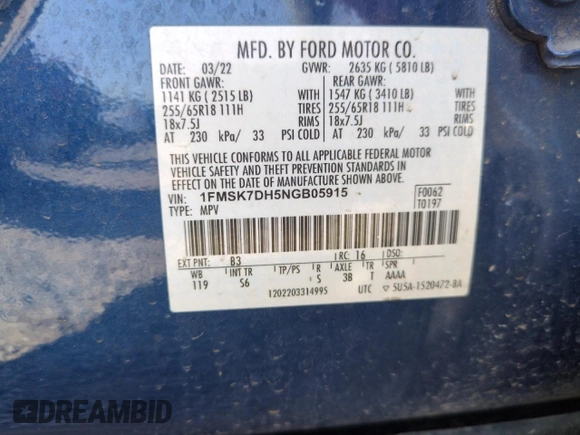 MFD. BY FORD MOTOR CO.
DATE: 03/22 GVWR: 2635 KG ( 5810 LB)
FRONT GAWR: REAR GAWR:
1141 KG ( 2515 LB) 1547 KG ( 3410 LB)
255/65R18 111H TIRES 255/65R18 111H TIRES
18x7.5J RIMS 18x7.5J RIMS
AT 230 kPa/ 33 PSI COLD AT 230 kPa/ 33 PSI COLD
THIS VEHICLE CONFORMS TO ALL APPLICABLE FEDERAL MOTOR
VEHICLE SAFETY AND THEFT PREVENTION STANDARDS IN
EFFECT ON THE DATE OF MANUFACTURE SHOWN ABOVE.
VIN: 1FMSK7DH5NGB05915 F0062
TYPE: MPV T0197
EXT PNT: B3 RC: 16 DSO:
WB INT TR TP/PS R AXLE TR SPR
119 S6 S 3B T AAAA
1202203314995 UTC ▽ 5U5A-1520472-BA
DREAMBID